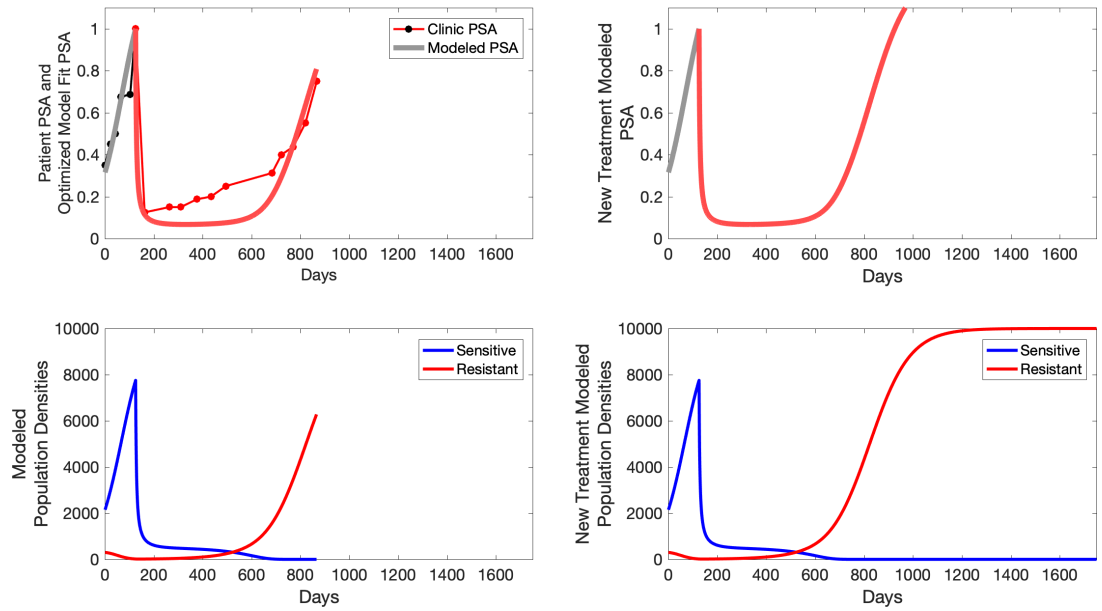 Patient PSA and
Optimized Model Fit PSA
1
0.8
0.6
0.4
0.2
0
Clinic PSA
Modeled PSA
0 200 400 600 800 1000 1200 1400 1600
Days
New Treatment Modeled
PSA
1
0.8
0.6
0.4
0.2
0
0 200 400 600 800 1000 1200 1400 1600
Days
Modeled
Population Densities
10000
8000
6000
4000
2000
0
Sensitive
Resistant
0 200 400 600 800 1000 1200 1400 1600
Days
New Treatment Modeled
Population Densities
10000
8000
6000
4000
2000
0
Sensitive
Resistant
0 200 400 600 800 1000 1200 1400 1600
Days